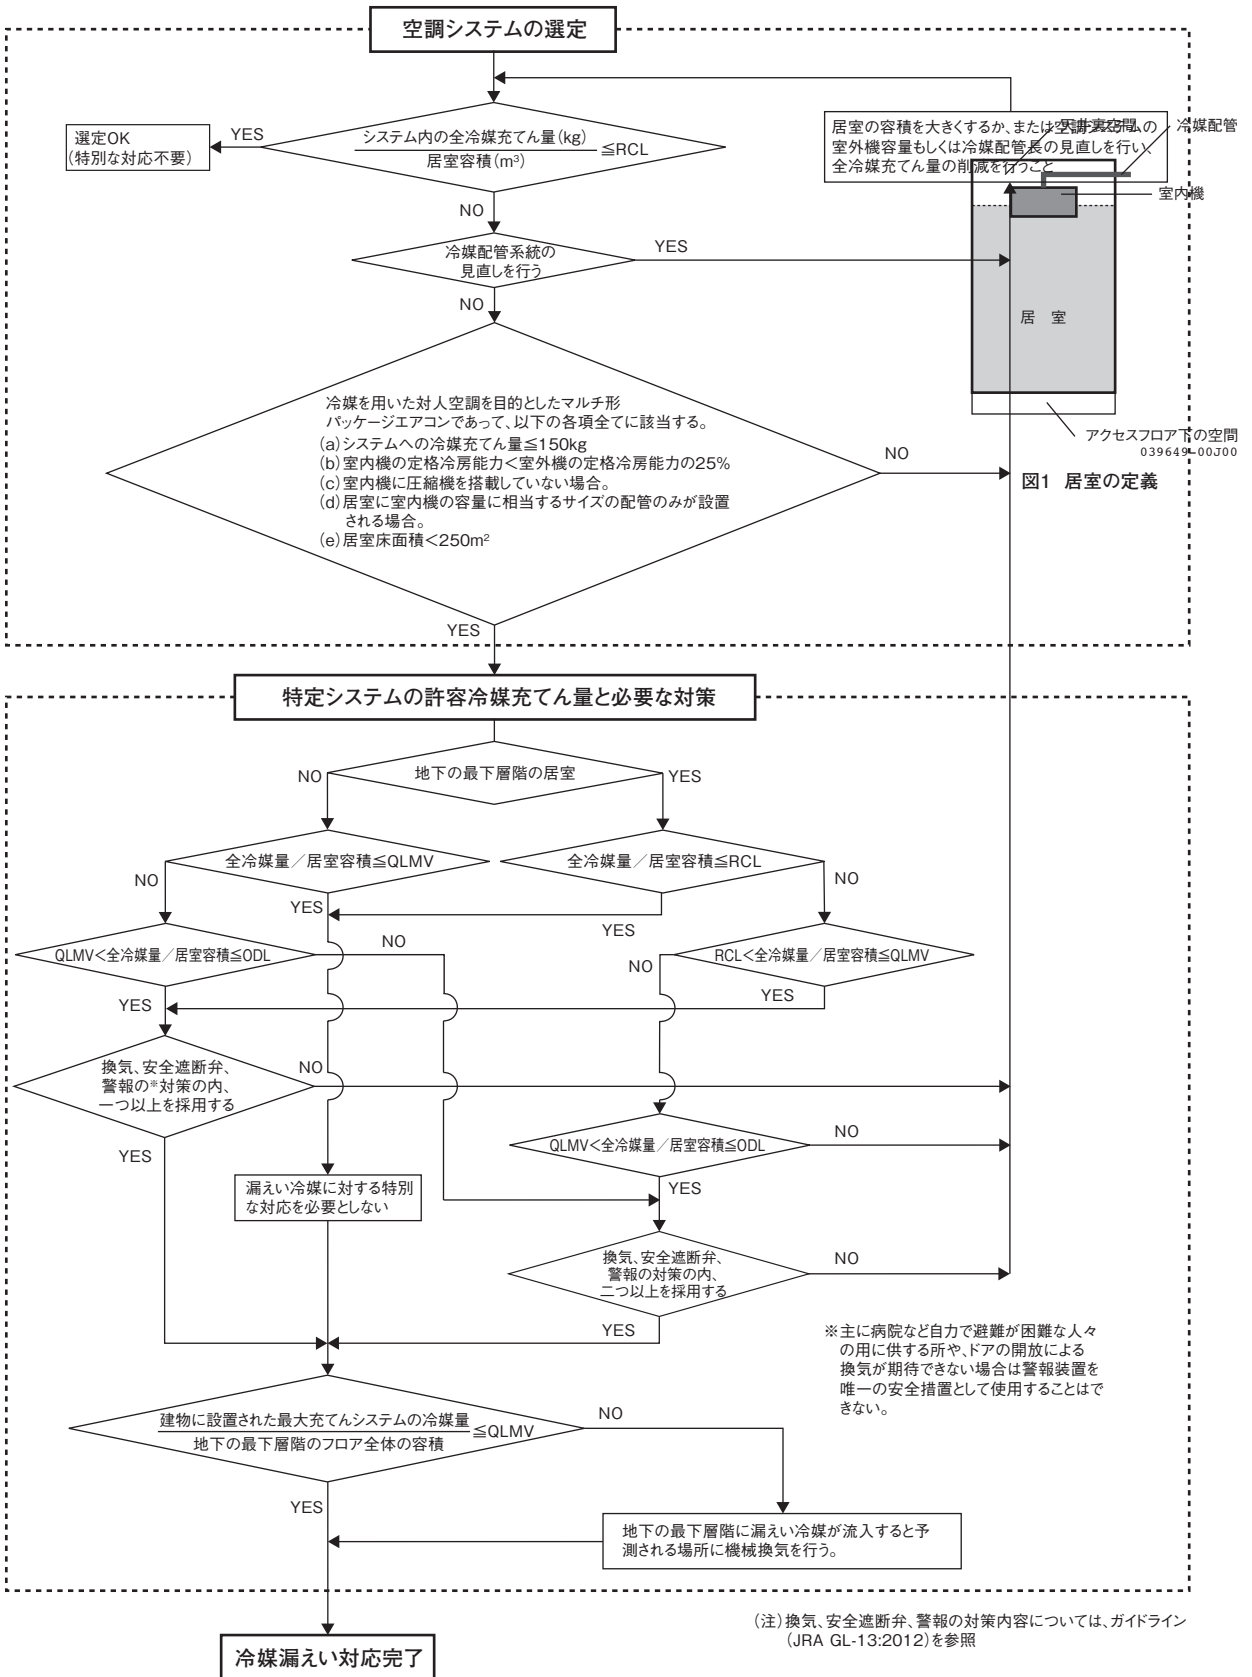 空調システムの選定
選定OK
(特別な対応不要)
YES
システム内の全冷媒充てん量(kg)
居室容積(m³)
≦RCL
居室の容積を大きくするか、または空調システムの
室外機容量もしくは冷媒配管長の見直しを行い、
全冷媒充てん量の削減を行うこと
天井裏空間
冷媒配管
室内機
NO
冷媒配管系統の
見直しを行う
YES
NO
居 室
冷媒を用いた対人空調を目的としたマルチ形
パッケージエアコンであって、以下の各項全てに該当する。
(a)システムへの冷媒充てん量≦150kg
(b)室内機の定格冷房能力<室外機の定格冷房能力の25%
(c)室内機に圧縮機を搭載していない場合。
(d)居室に室内機の容量に相当するサイズの配管のみが設置
される場合。
(e)居室床面積<250m²
NO
アクセスフロア下の空間
039649-00J00
図1 居室の定義
YES
特定システムの許容冷媒充てん量と必要な対策
NO
地下の最下層階の居室
YES
全冷媒量/居室容積≦QLMV
全冷媒量/居室容積≦RCL
NO
NO
YES
YES
QLMV<全冷媒量/居室容積≦ODL
NO
NO
RCL<全冷媒量/居室容積≦QLMV
YES
YES
換気、安全遮断弁、
警報の※対策の内、
一つ以上を採用する
NO
QLMV<全冷媒量/居室容積≦ODL
NO
YES
YES
漏えい冷媒に対する特別
な対応を必要としない
換気、安全遮断弁、
警報の対策の内、
二つ以上を採用する
NO
YES
※主に病院など自力で避難が困難な人々
の用に供する所や、ドアの開放による
換気が期待できない場合は警報装置を
唯一の安全措置として使用することはで
きない。
建物に設置された最大充てんシステムの冷媒量
地下の最下層階のフロア全体の容積
≦QLMV
NO
YES
地下の最下層階に漏えい冷媒が流入すると予
測される場所に機械換気を行う。
(注)換気、安全遮断弁、警報の対策内容については、ガイドライン
(JRA GL-13:2012)を参照
冷媒漏えい対応完了